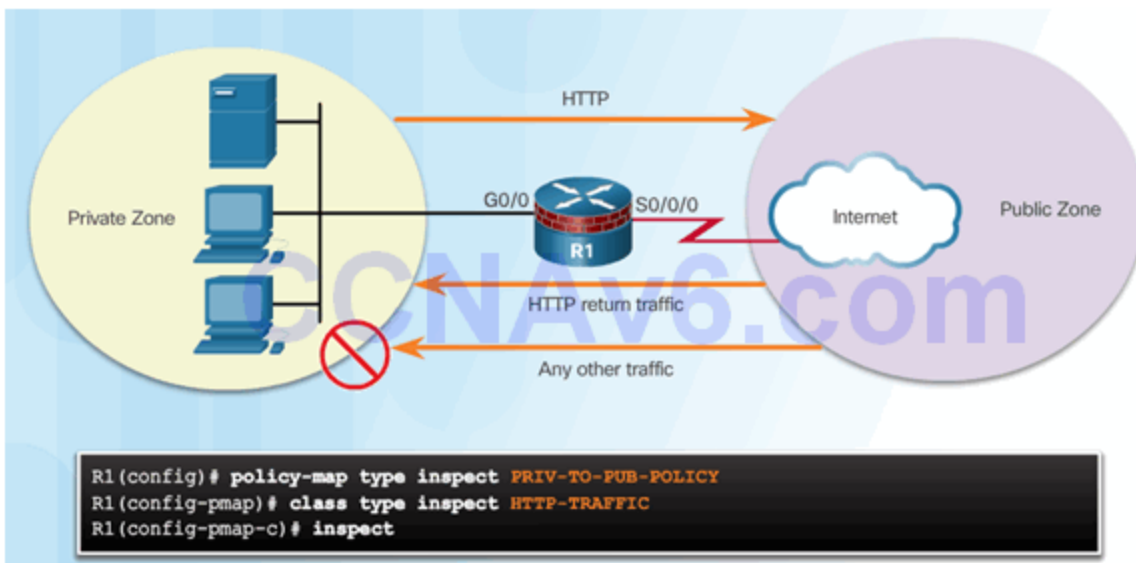 HTTP
Private Zone
G0/0
S0/0/0
R1
Internet
Public Zone
CCNAv6.com
HTTP return traffic
Any other traffic
R1(config)# policy-map type inspect PRIV-TO-PUB-POLICY
R1(config-pmap)# class type inspect HTTP-TRAFFIC
R1(config-pmap-c)# inspect